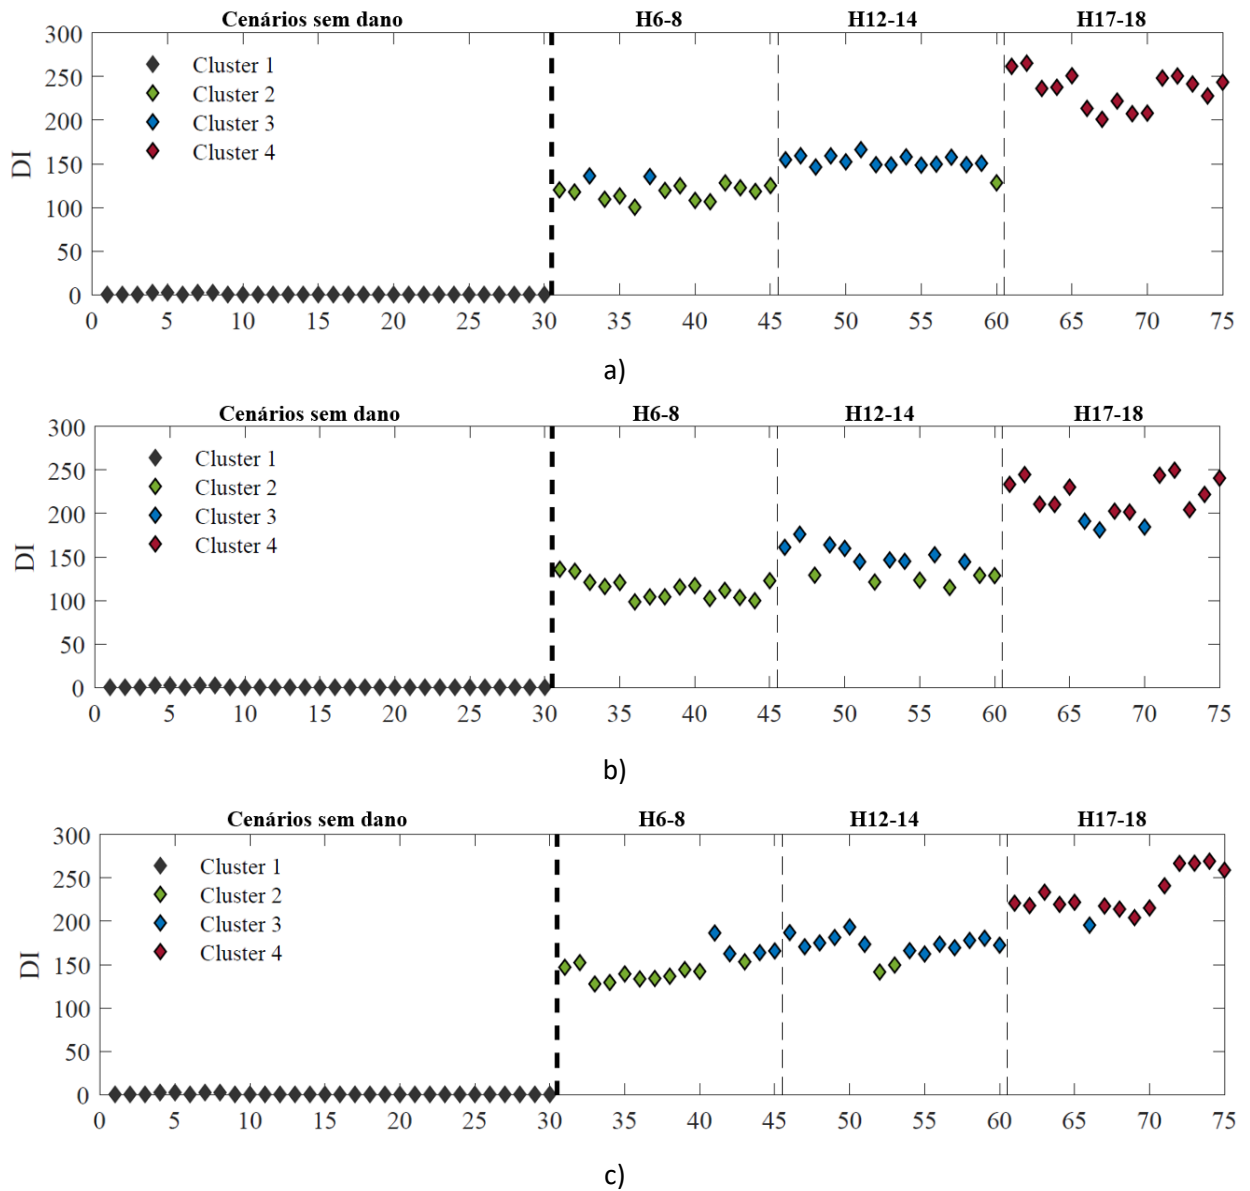 Cenários sem dano H6-8 H12-14 H17-18
300
250
200
150
100
50
0
DI
Cluster 1
Cluster 2
Cluster 3
Cluster 4
0 5 10 15 20 25 30 35 40 45 50 55 60 65 70 75
a)
Cenários sem dano H6-8 H12-14 H17-18
300
250
200
150
100
50
0
DI
Cluster 1
Cluster 2
Cluster 3
Cluster 4
0 5 10 15 20 25 30 35 40 45 50 55 60 65 70 75
b)
Cenários sem dano H6-8 H12-14 H17-18
300
250
200
150
100
50
0
DI
Cluster 1
Cluster 2
Cluster 3
Cluster 4
0 5 10 15 20 25 30 35 40 45 50 55 60 65 70 75
c)